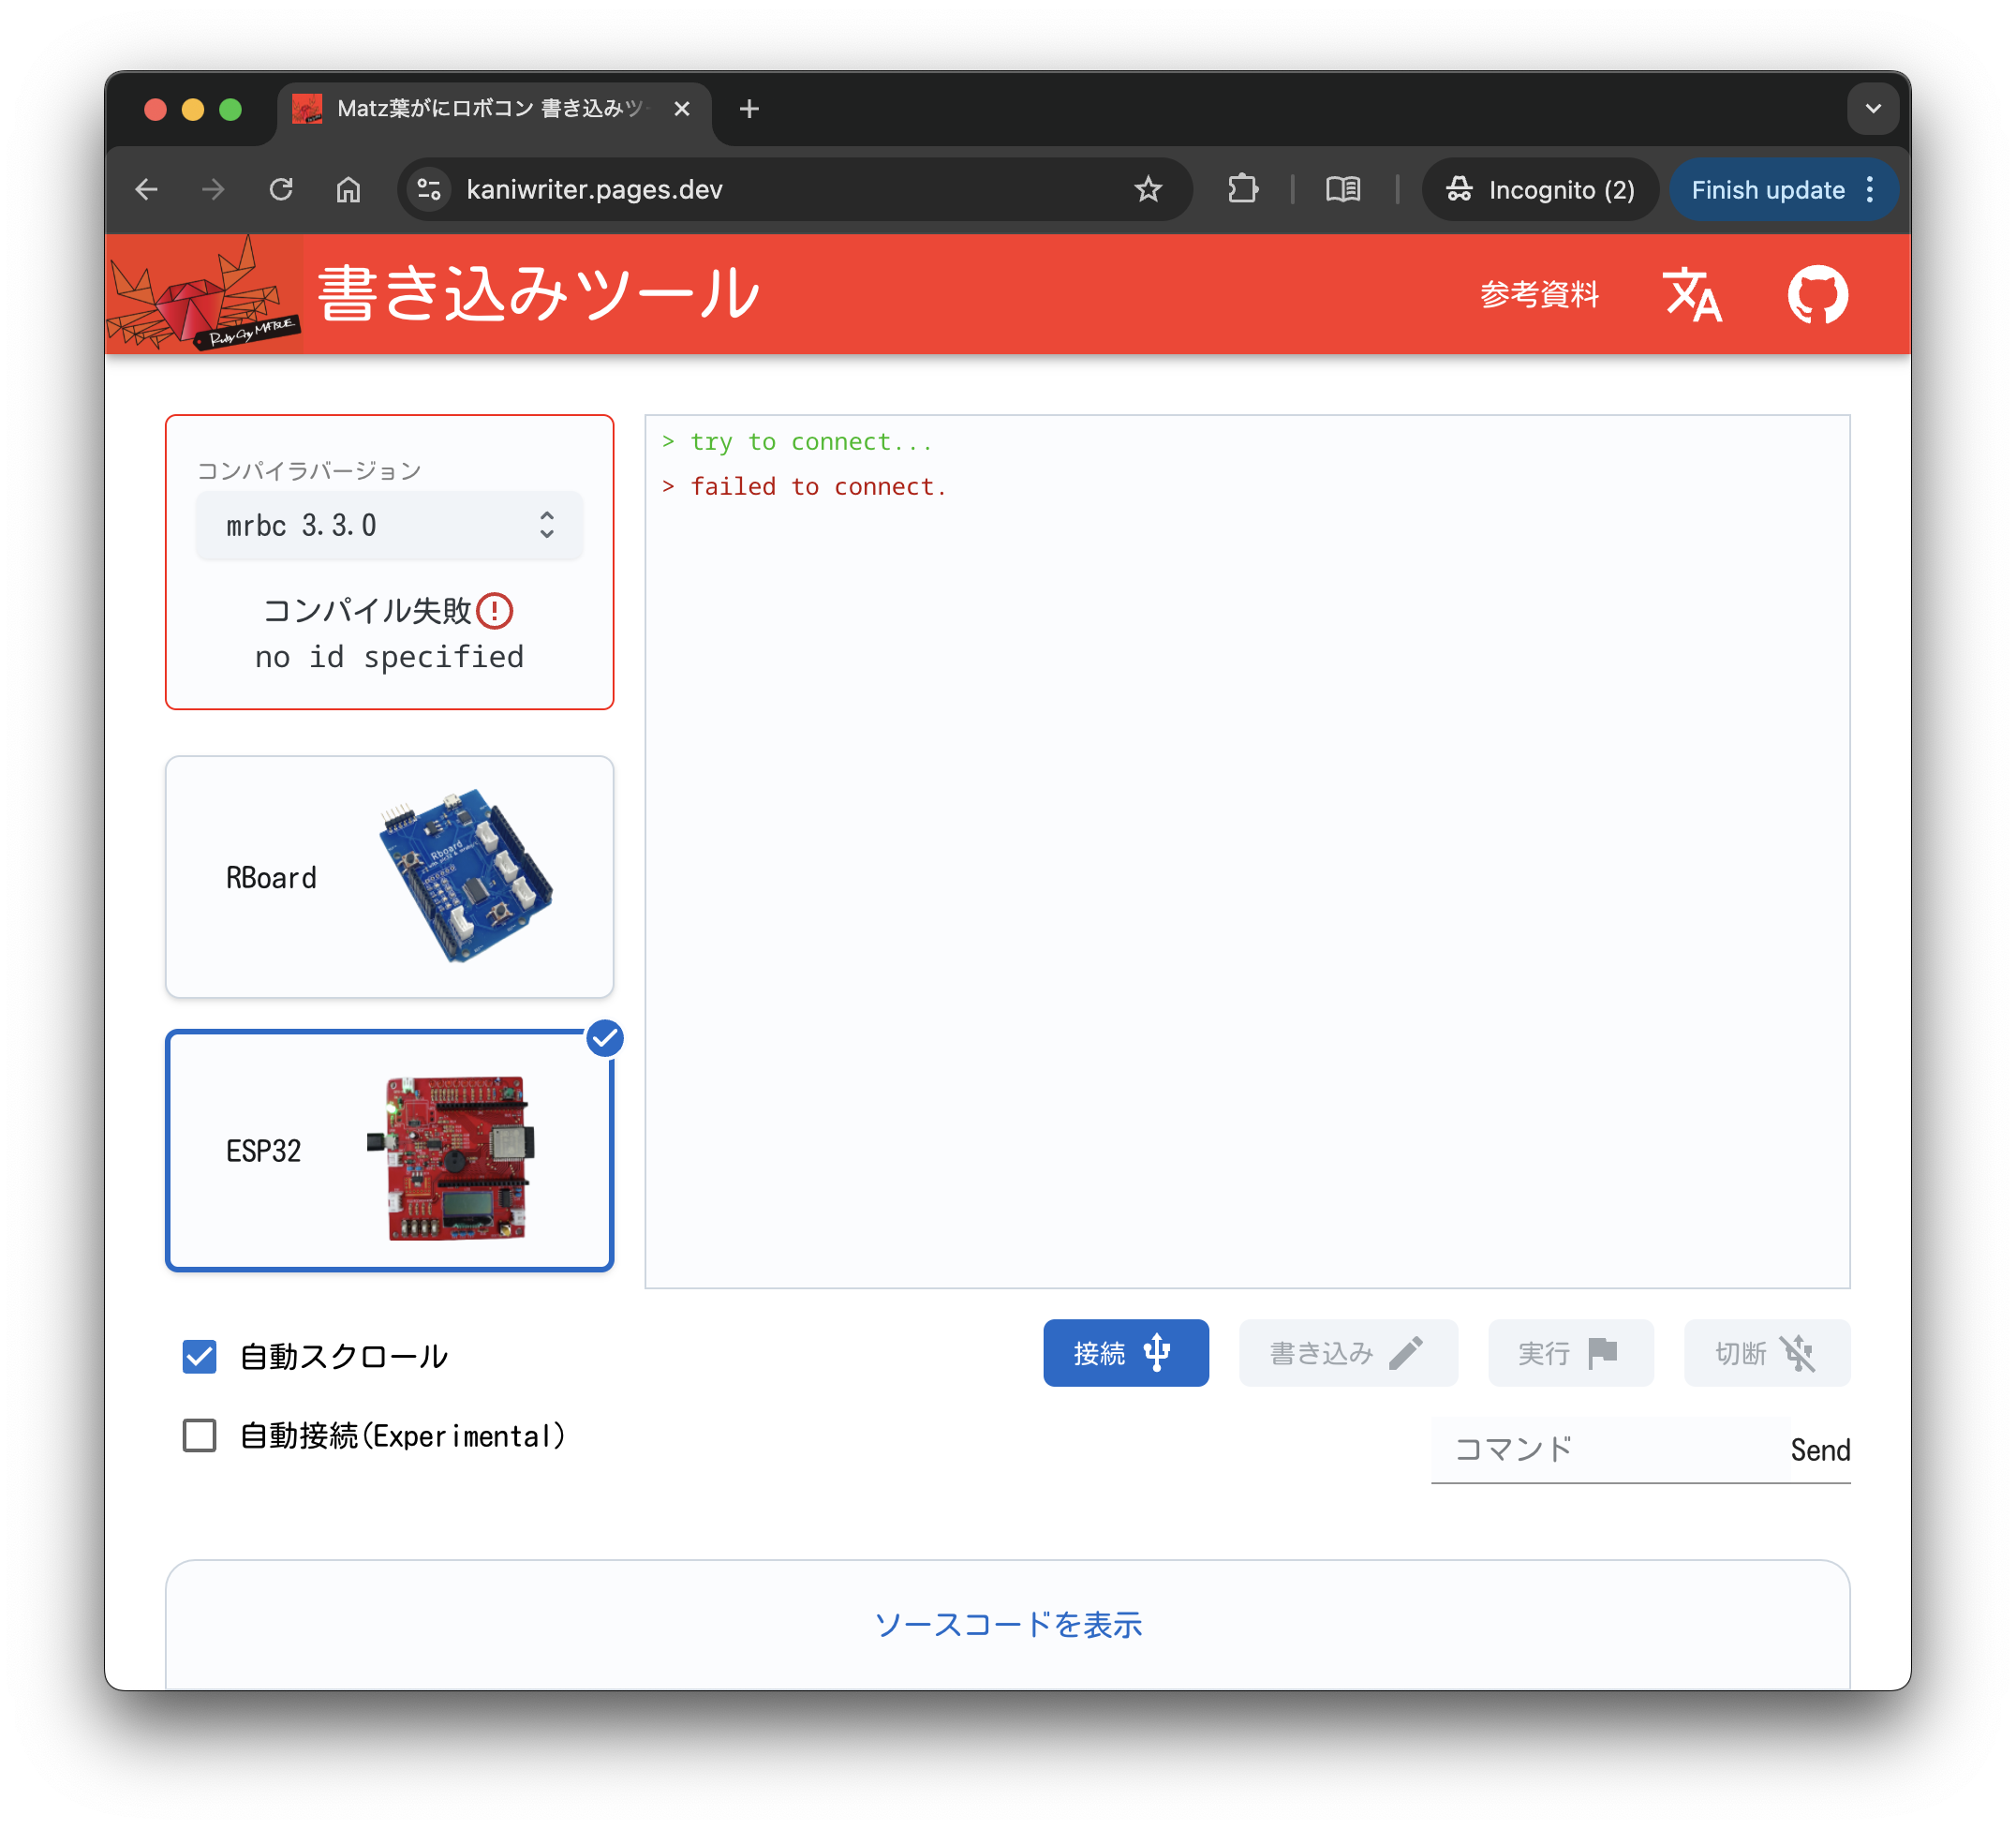 Matz葉がにロボコン 書き込みツ
kaniwriter.pages.dev
Incognito (2)
Finish update
Ruby City MATSUE
書き込みツール
参考資料
コンパイラバージョン
mrbc 3.3.0
コンパイル失敗
no id specified
> try to connect...
> failed to connect.
RBoard
Rboard
ESP32
自動スクロール
自動接続(Experimental)
接続
書き込み
実行
切断
コマンド
Send
ソースコードを表示